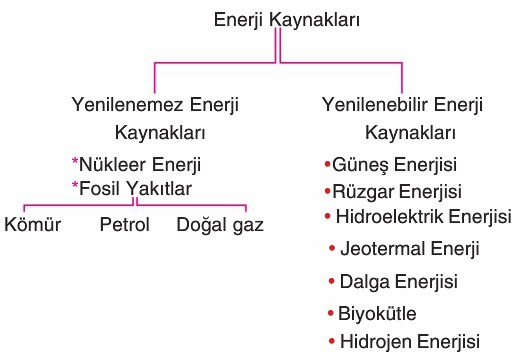 Enerji Kaynakları
Yenilenemez Enerji
Kaynakları
*Nükleer Enerji
*Fosil Yakıtlar
Kömür Petrol Doğal gaz
Yenilenebilir Enerji
Kaynakları
•Güneş Enerjisi
•Rüzgar Enerjisi
•Hidroelektrik Enerjisi
• Jeotermal Enerji
• Dalga Enerjisi
• Biyokütle
• Hidrojen Enerjisi